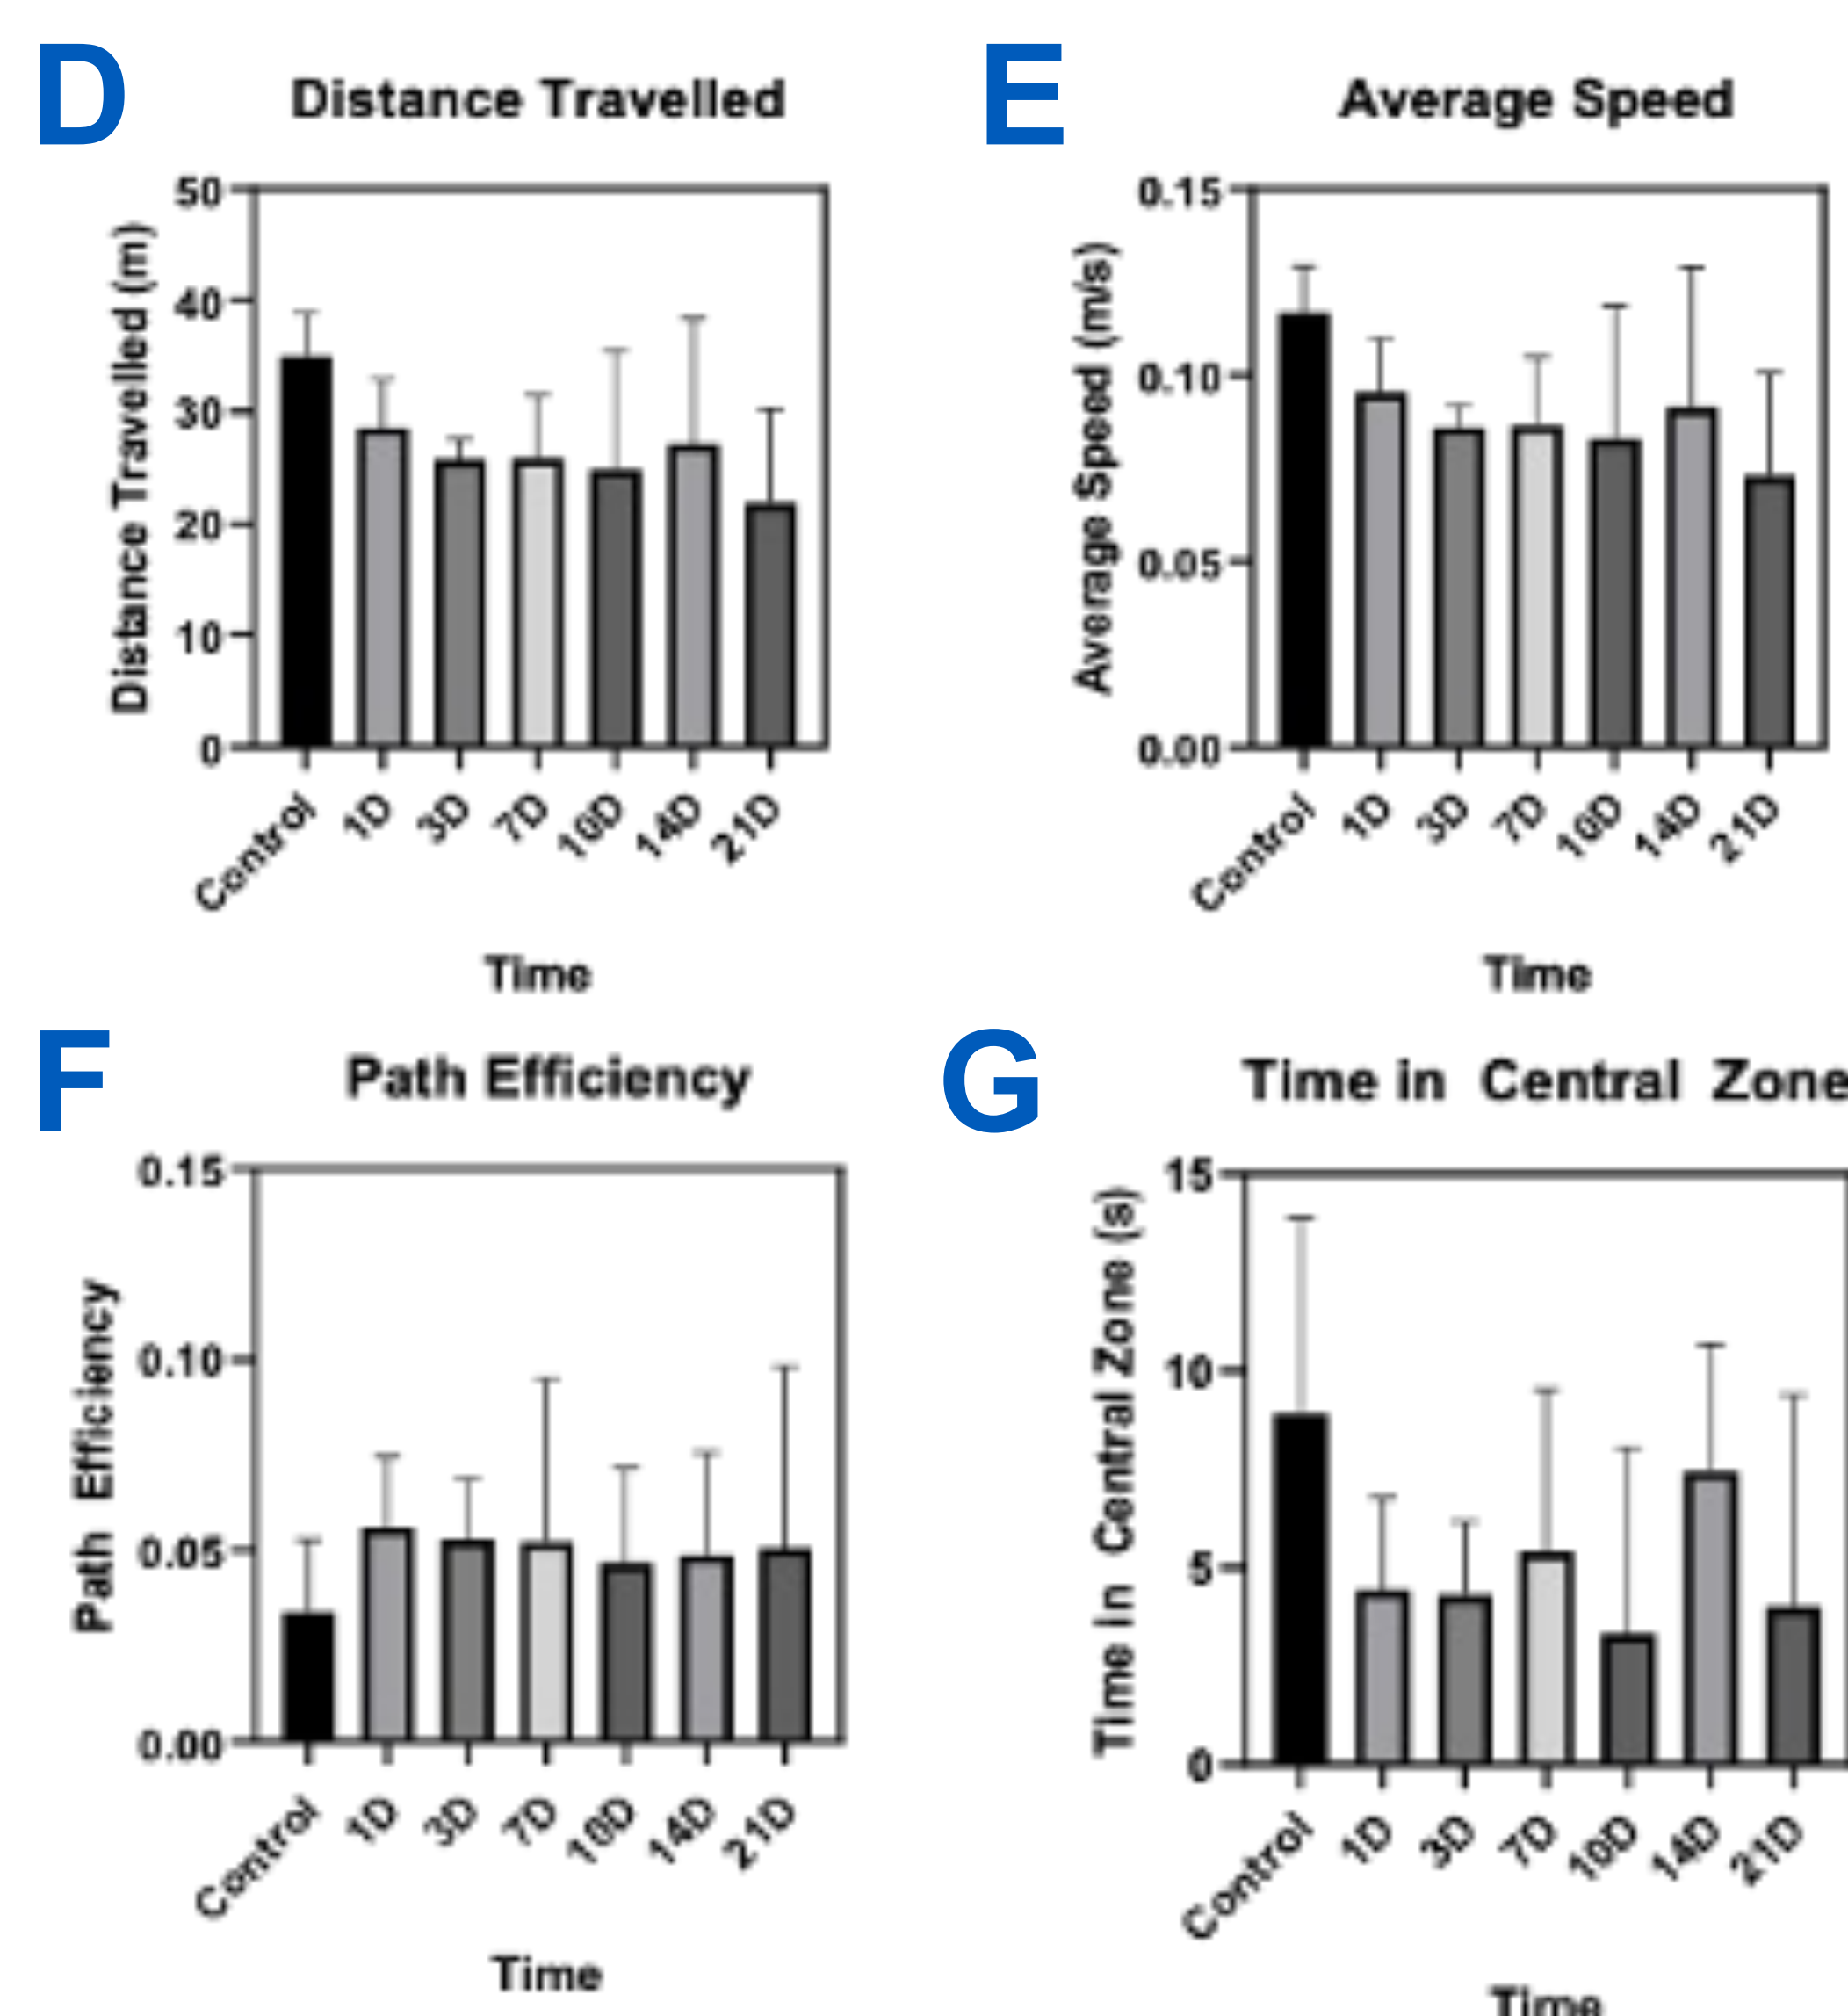 D
Distance Travelled
Distance Travelled (m)
50
40
30
20
10
0
Control
1D
3D
7D
10D
14D
21D
Time
E
Average Speed
Average Speed (m/s)
0.15
0.10
0.05
0.00
Control
1D
3D
7D
10D
14D
21D
Time
F
Path Efficiency
Path Efficiency
0.15
0.10
0.05
0.00
Control
1D
3D
7D
10D
14D
21D
Time
G
Time in Central Zone
Time in Central Zone (s)
15
10
5
0
Control
1D
3D
7D
10D
14D
21D
Time